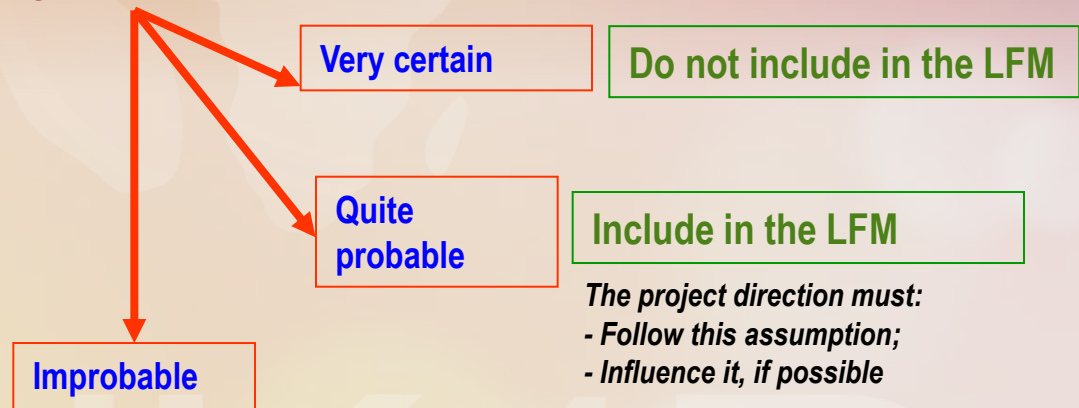 Very certain
Do not include in the LFM
Quite
probable
Include in the LFM
The project direction must:
- Follow this assumption;
- Influence it, if possible
Improbable